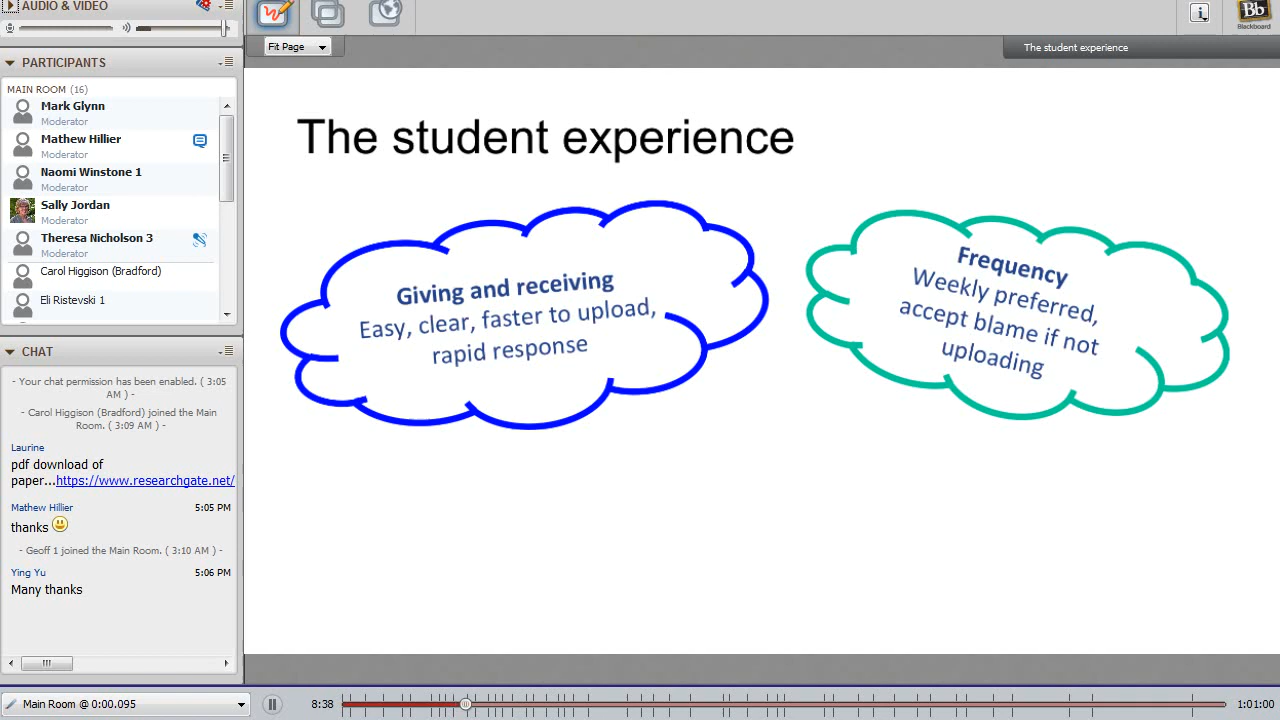 AUDIO & VIDEO
PARTICIPANTS
MAIN ROOM (16)
Mark Glynn
Moderator
Mathew Hillier
Moderator
Naomi Winstone 1
Moderator
Sally Jordan
Moderator
Theresa Nicholson 3
Moderator
Carol Higgison (Bradford)
Eli Ristevski 1
CHAT
- Your chat permission has been enabled. ( 3:05
AM ) -
- Carol Higgison (Bradford) joined the Main
Room. ( 3:09 AM ) -
Laurine
pdf download of
paper...https://www.researchgate.net/
Mathew Hillier 5:05 PM
thanks
- Geoff 1 joined the Main Room. ( 3:10 AM ) -
Ying Yu 5:06 PM
Many thanks
Fit Page
The student experience
Bb
Blackboard
The student experience
Giving and receiving
Easy, clear, faster to upload,
rapid response
Frequency
Weekly preferred,
accept blame if not
uploading
Main Room @ 0:00.095
8:38
1:01:00